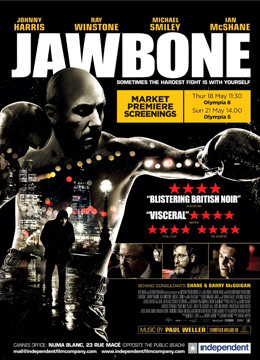 JOHNNY HARRIS
RAY WINSTONE
MICHAEL SMILEY
IAN McSHANE
JAWBONE
SOMETIMES THE HARDEST FIGHT IS WITH YOURSELF
MARKET PREMIERE SCREENINGS
Thur 18 May 11:30
Olympia 6
Sun 21 May 14.00
Olympia 5
★★★★
"BLISTERING BRITISH NOIR"
"VISCERAL" ★★★★
★★★★ ★★★★
BOXING CONSULTANTS SHANE & BARRY McGUIGAN
MUSIC BY PAUL WELLER
CANNES OFFICE: NUMA BLANC, 23 RUE MACÉ (OPPOSITE THE PUBLIC BEACH)
mail@independentfilmcompany.com www.independentfilmcompany.com
independent